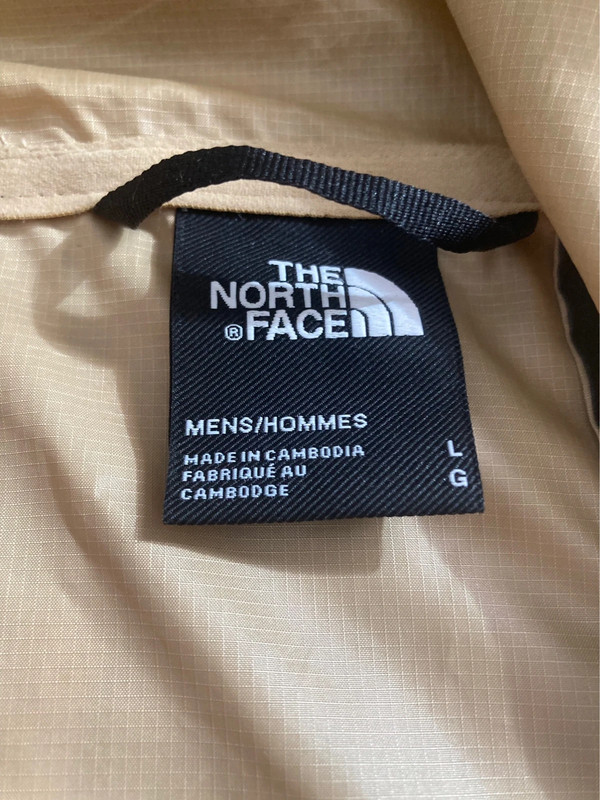 THE
NORTH
® FACE
MENS/HOMMES
MADE IN CAMBODIA
FABRIQUÉ AU
CAMBODGE
L
G